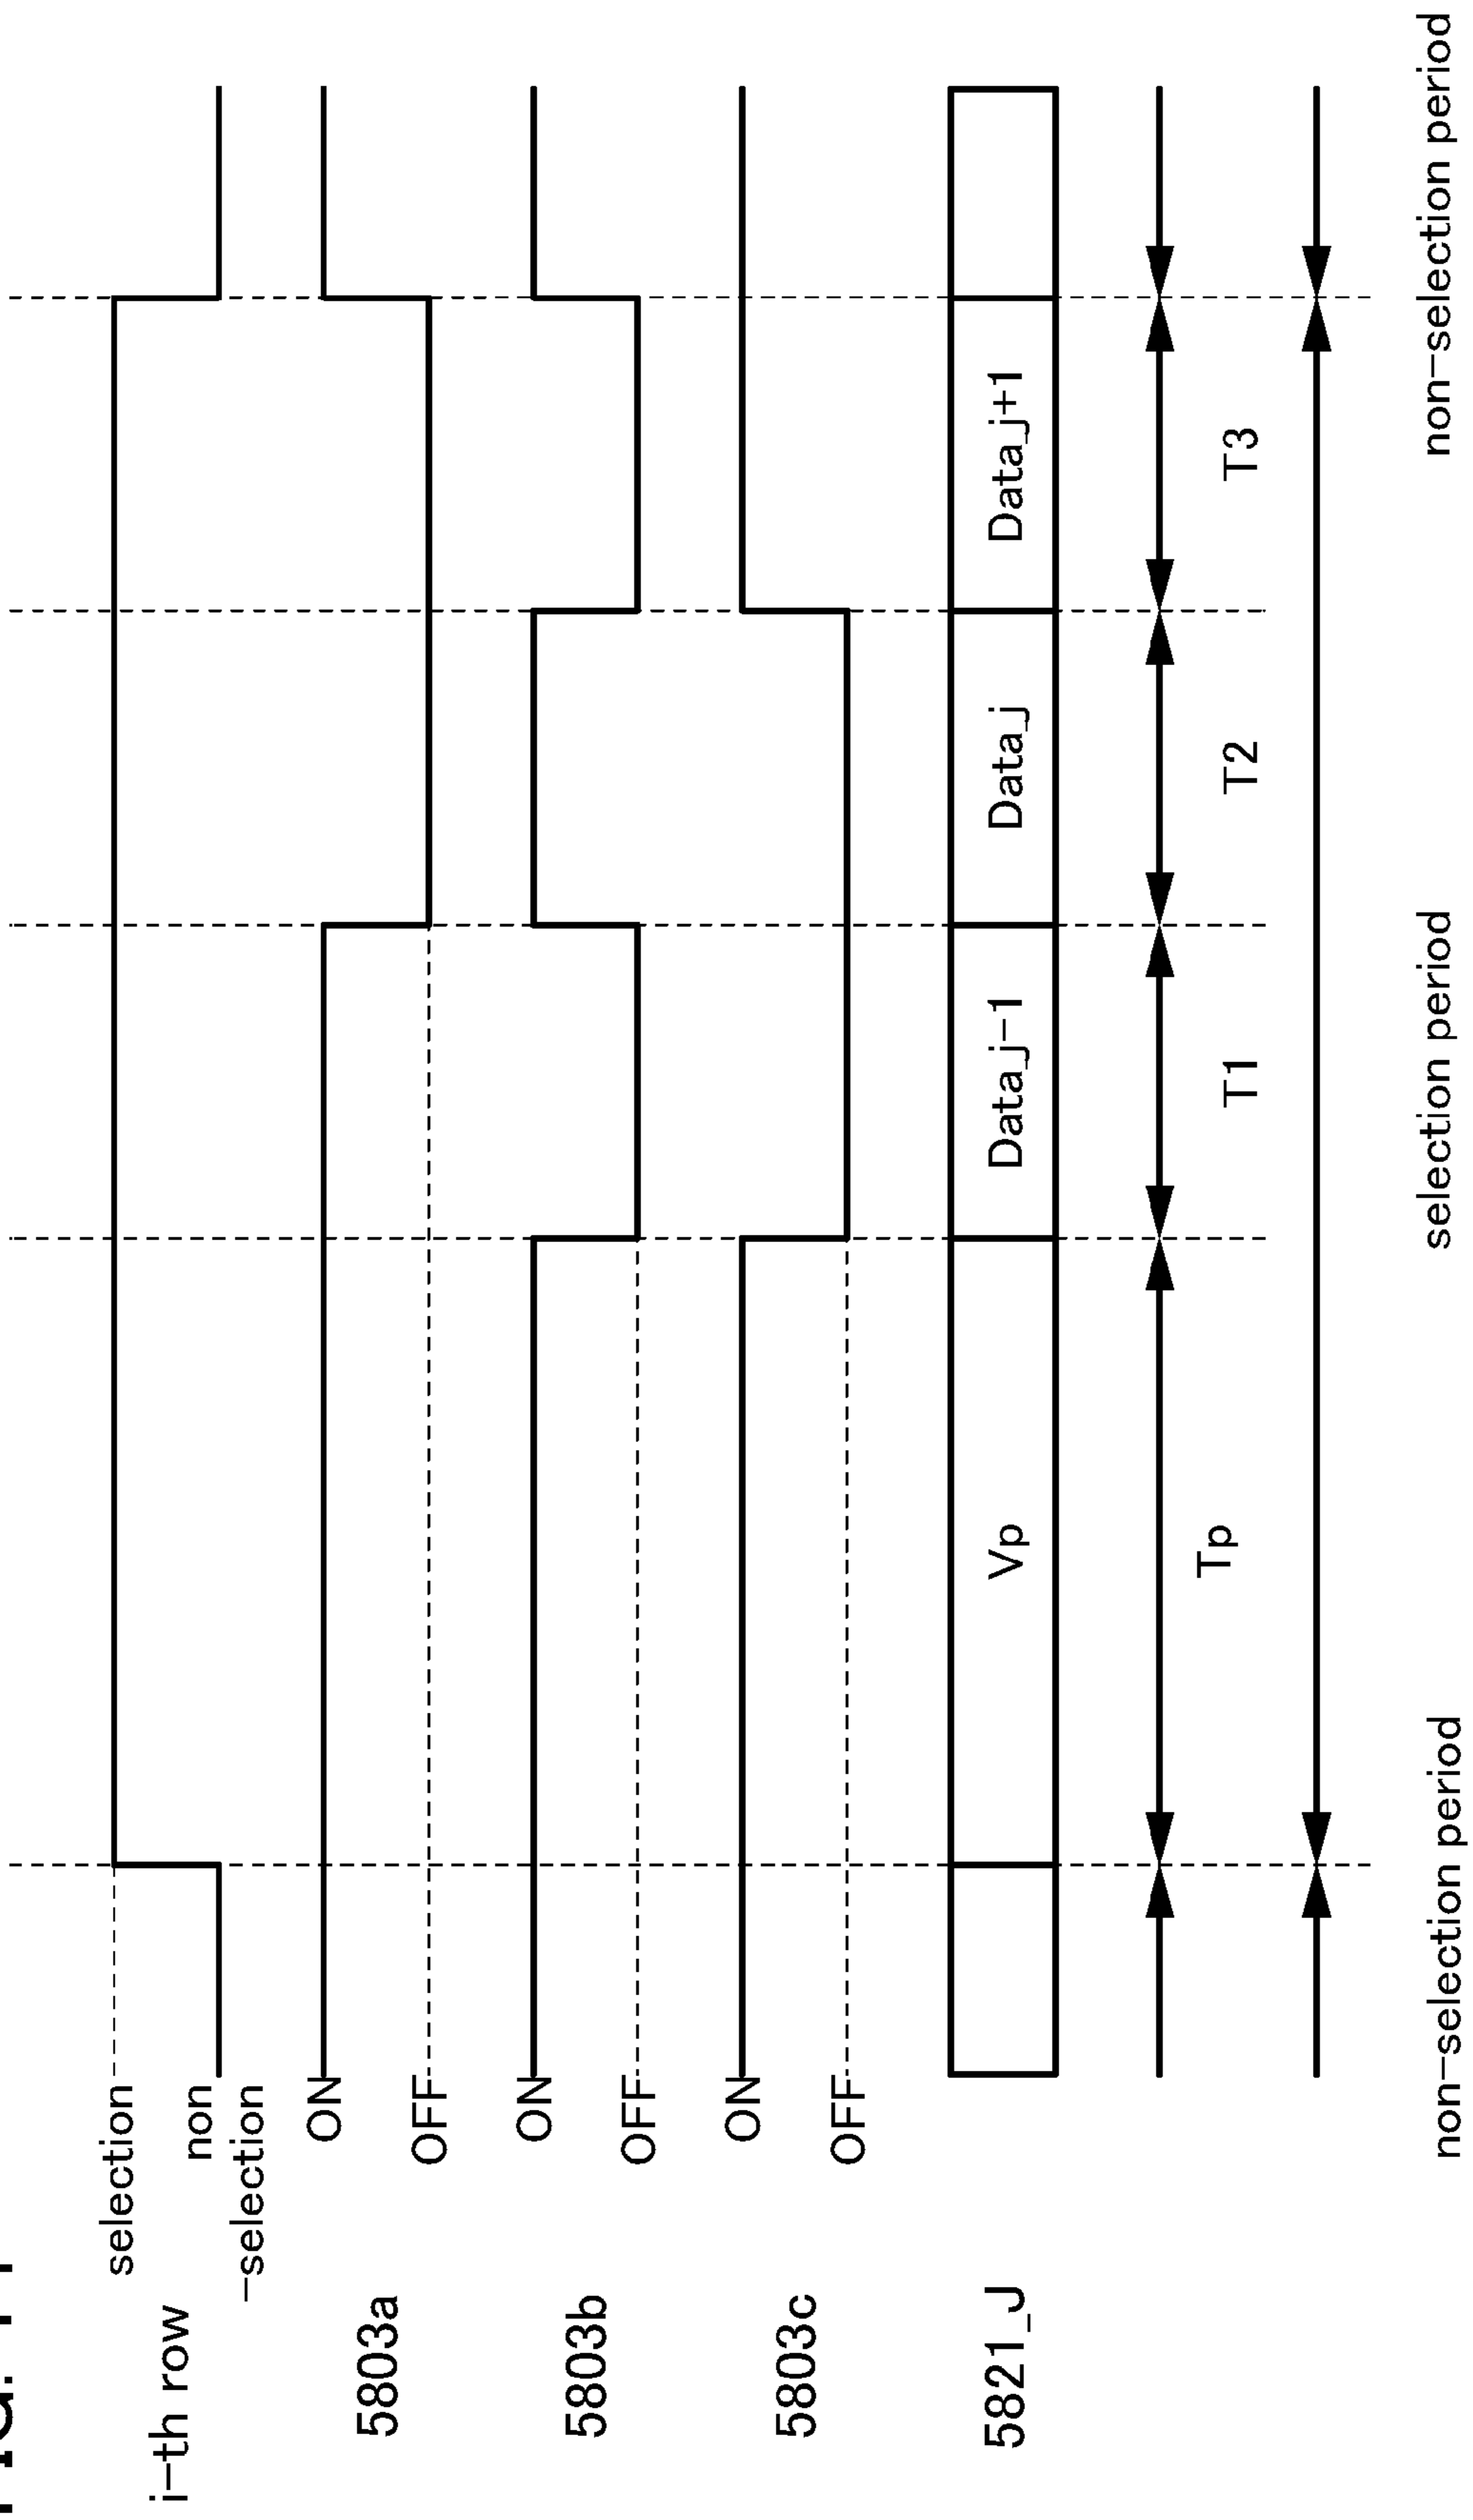 i-th row
selection
non
-selection
5803a
ON
OFF
5803b
ON
OFF
5803c
ON
OFF
5821_J
Vp
Data_j-1
Data_j
Data_j+1
Tp
T1
T2
T3
non-selection period
selection period
non-selection period